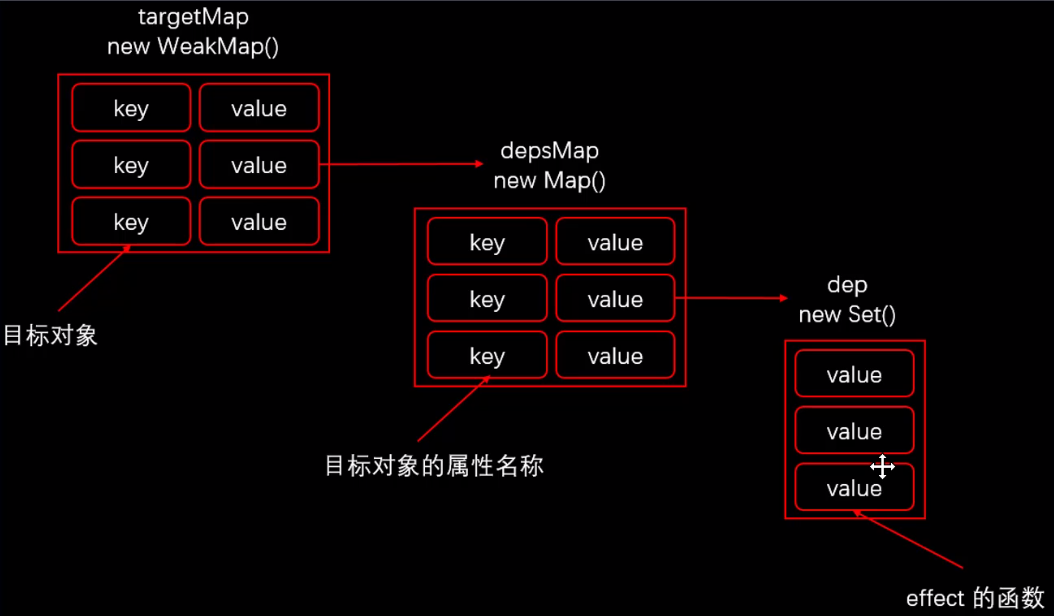 targetMap
new WeakMap()
key value
key value
key value
目标对象
depsMap
new Map()
key value
key value
key value
目标对象的属性名称
dep
new Set()
value
value
value
effect 的函数